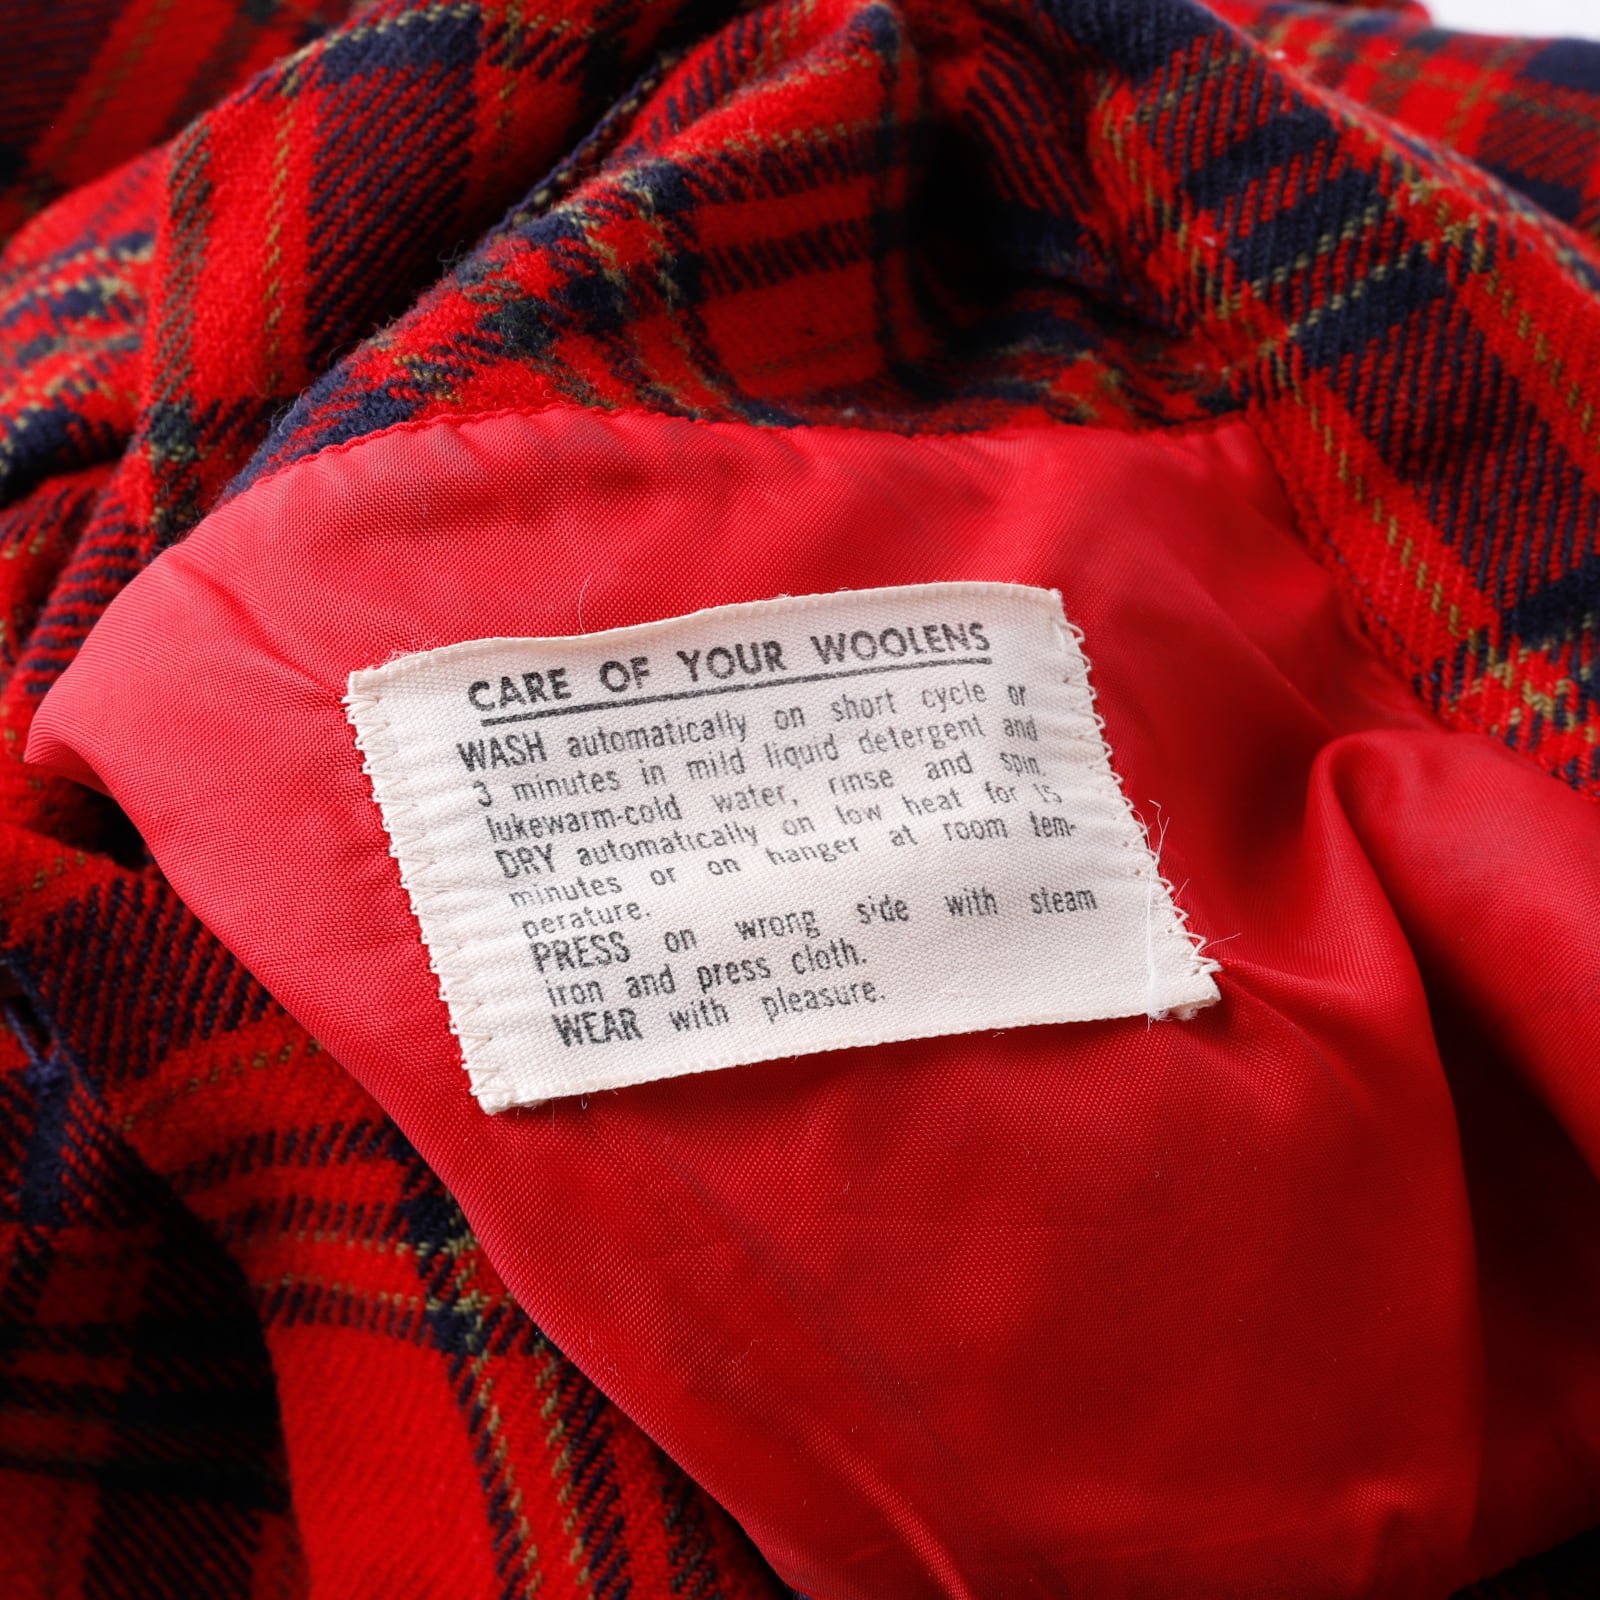 CARE OF YOUR WOOLENS
WASH automatically on short cycle or
3 minutes in mild liquid detergent and
lukewarm-cold water, rinse and spin.
DRY automatically on low heat for 15
minutes or on hanger at room tem-
perature.
PRESS on wrong side with steam
iron and press cloth.
WEAR with pleasure.